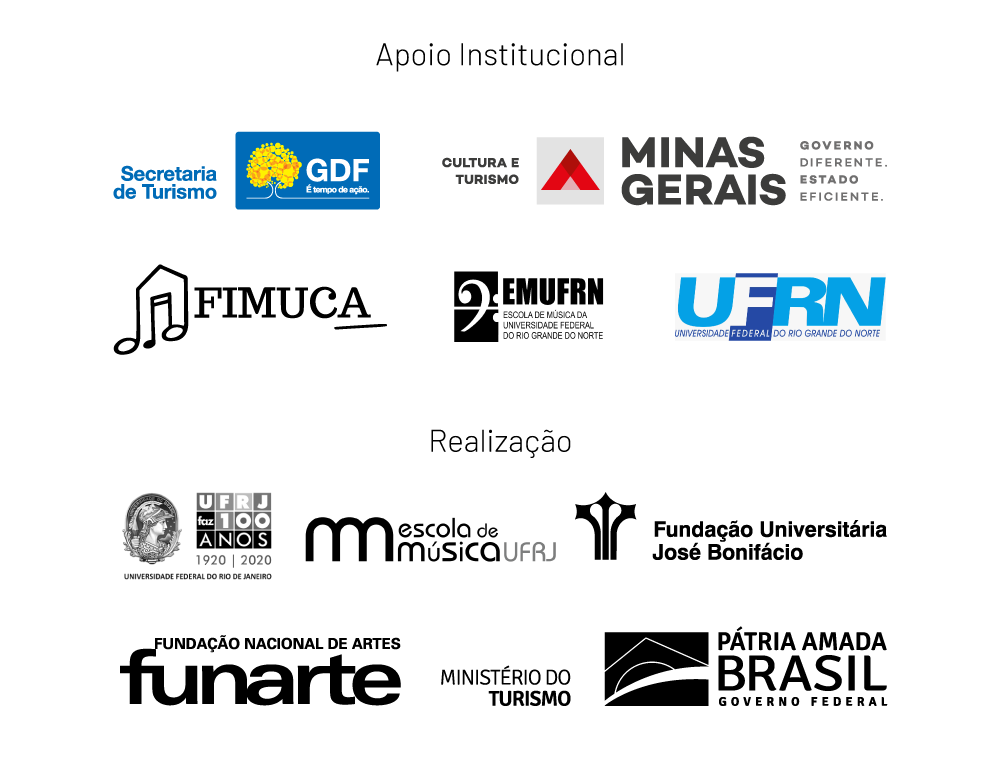 Apoio Institucional
Secretaria
de Turismo
GDF
É tempo de ação.
CULTURA E
TURISMO
MINAS
GERAIS
GOVERNO
DIFERENTE.
ESTADO
EFICIENTE.
FIMUCA
EMUFRN
ESCOLA DE MÚSICA DA
UNIVERSIDADE FEDERAL
DO RIO GRANDE DO NORTE
UFRN
UNIVERSIDADE FEDERAL DO RIO GRANDE DO NORTE
Realização
UFRJ
faz 100
ANOS
1920 | 2020
UNIVERSIDADE FEDERAL DO RIO DE JANEIRO
escola de
música UFRJ
Fundação Universitária
José Bonifácio
FUNDAÇÃO NACIONAL DE ARTES
funarte
MINISTÉRIO DO
TURISMO
PÁTRIA AMADA
BRASIL
GOVERNO FEDERAL